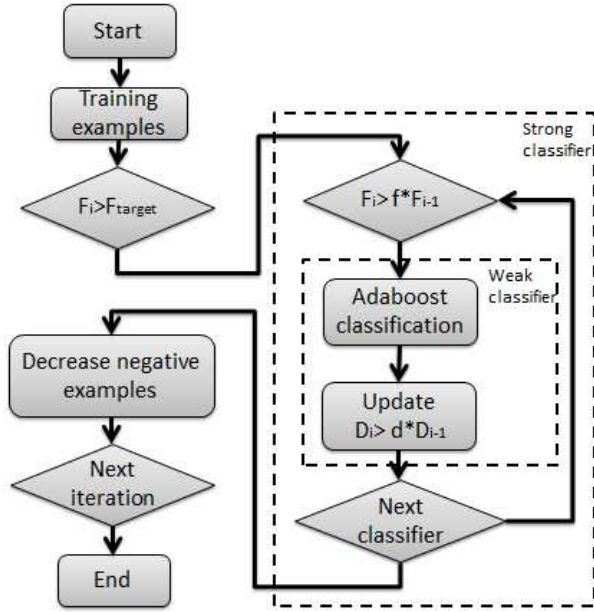 Start
Training
examples
Fi>Ftarget
Strong
classifier
Fi> f*Fi-1
Weak
classifier
Adaboost
classification
Update
Di> d*Di-1
Next
classifier
Decrease negative
examples
Next
iteration
End